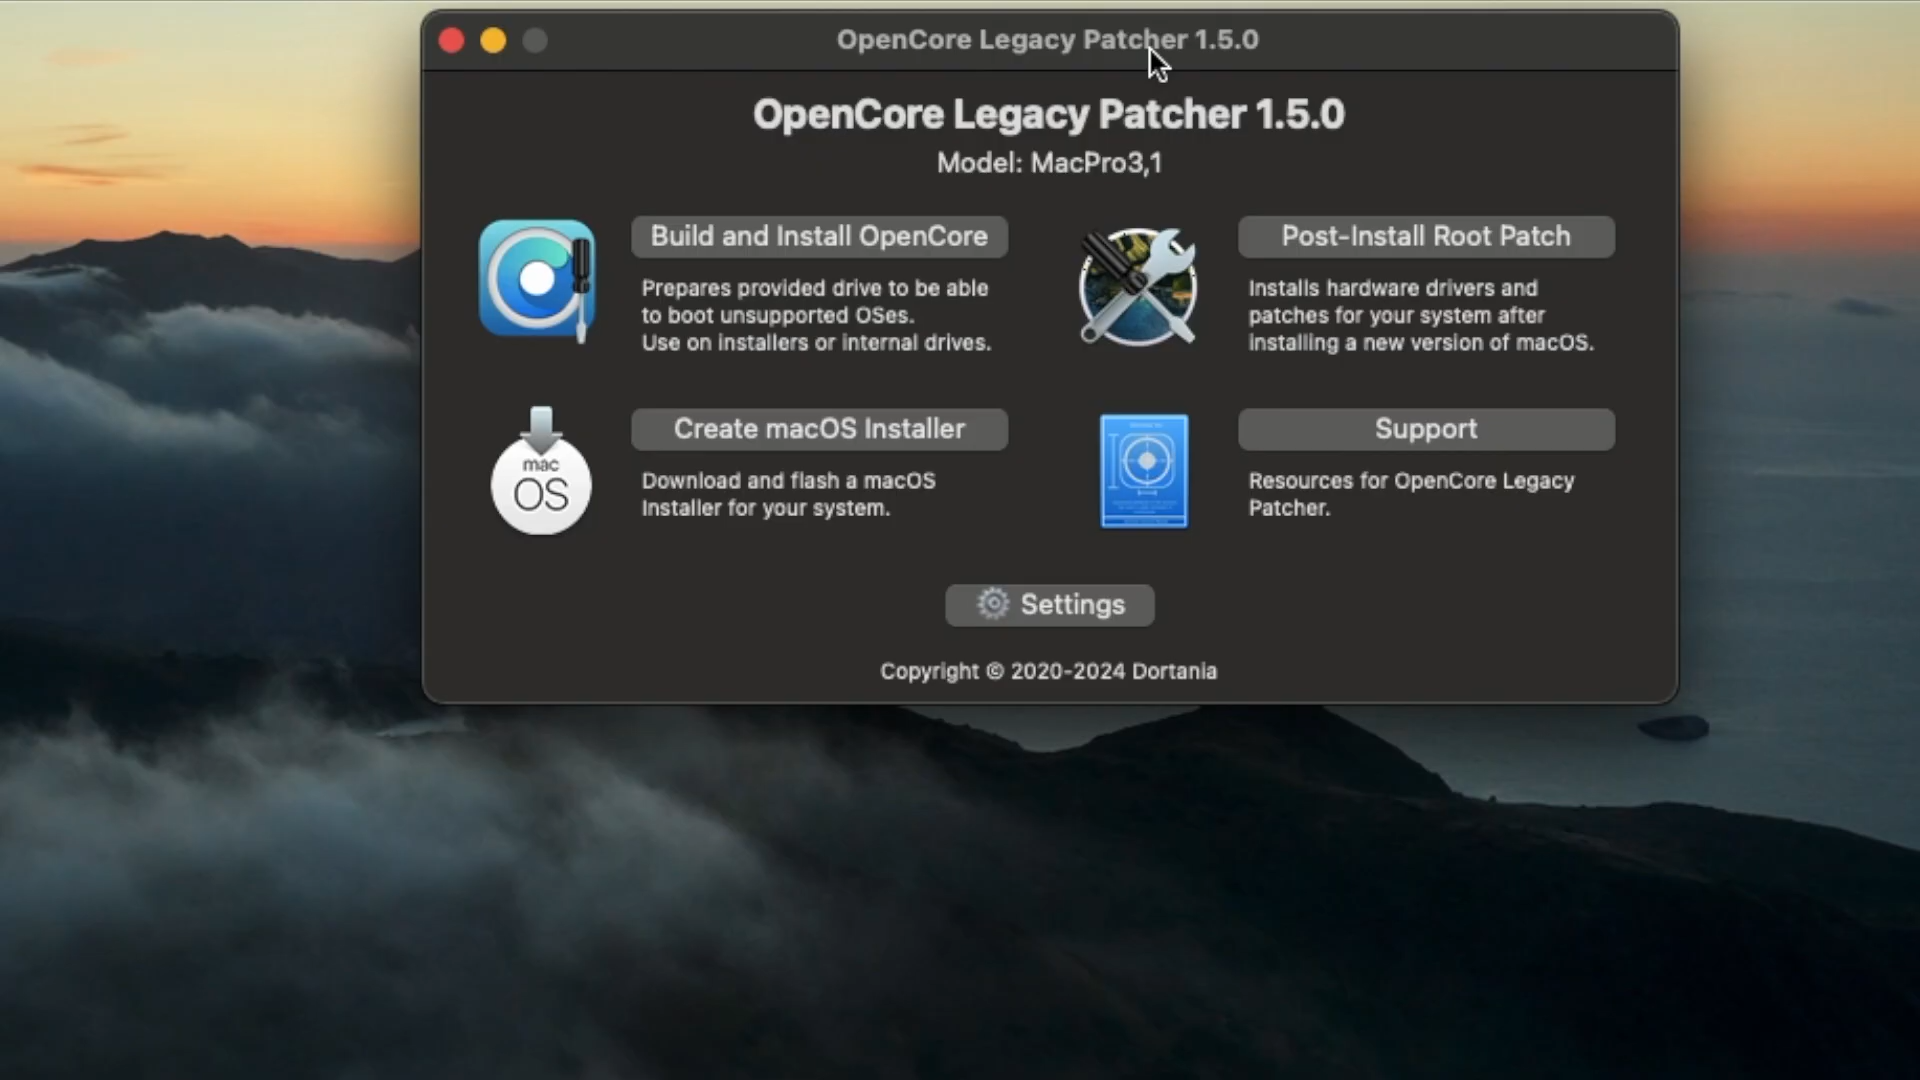 OpenCore Legacy Patcher 1.5.0
OpenCore Legacy Patcher 1.5.0
Model: MacPro3,1
Build and Install OpenCore
Prepares provided drive to be able
to boot unsupported OSes.
Use on installers or internal drives.
Post-Install Root Patch
Installs hardware drivers and
patches for your system after
installing a new version of macOS.
mac
OS
Create macOS Installer
Download and flash a macOS
Installer for your system.
Support
Resources for OpenCore Legacy
Patcher.
Settings
Copyright © 2020-2024 Dortania